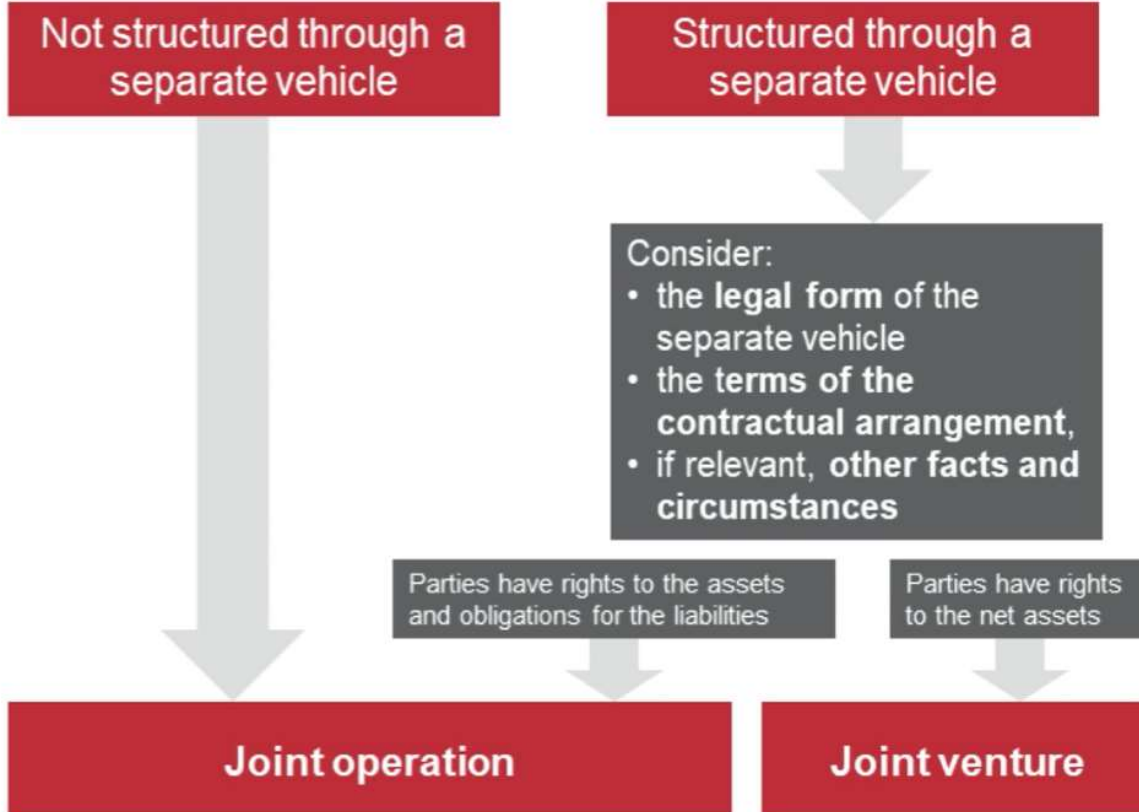 Not structured through a
separate vehicle
Structured through a
separate vehicle
Consider:
• the legal form of the
separate vehicle
• the terms of the
contractual arrangement,
• if relevant, other facts and
circumstances
Parties have rights to the assets
and obligations for the liabilities
Parties have rights
to the net assets
Joint operation
Joint venture